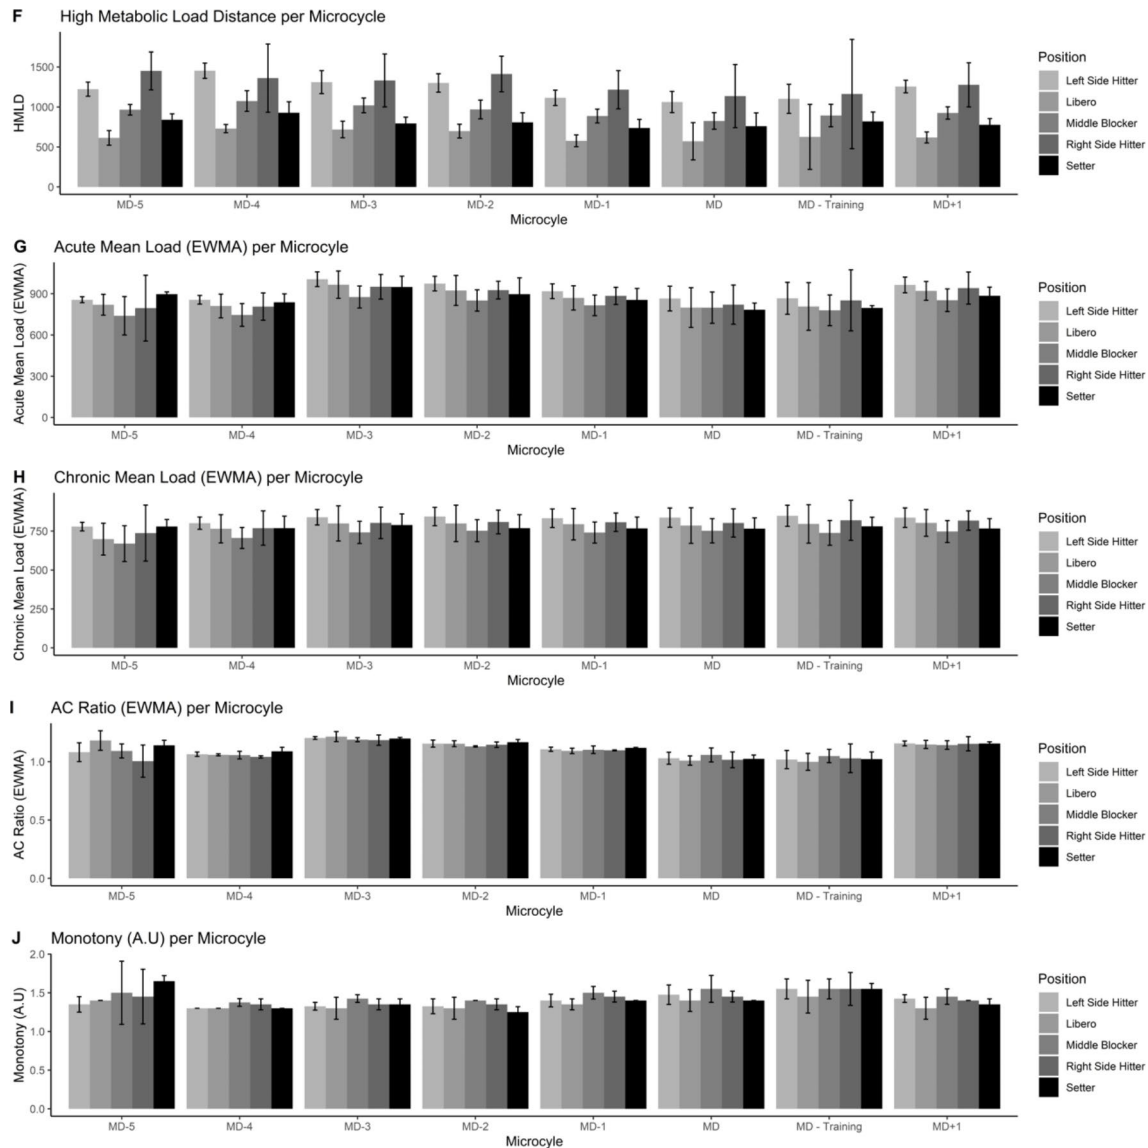 F High Metabolic Load Distance per Microcycle
HMLD
1500
1000
500
0
MD-5 MD-4 MD-3 MD-2 MD-1 MD MD - Training MD+1
Microcyle
Position
Left Side Hitter
Libero
Middle Blocker
Right Side Hitter
Setter
G Acute Mean Load (EWMA) per Microcyle
Acute Mean Load (EWMA)
900
600
300
0
MD-5 MD-4 MD-3 MD-2 MD-1 MD MD - Training MD+1
Microcyle
Position
Left Side Hitter
Libero
Middle Blocker
Right Side Hitter
Setter
H Chronic Mean Load (EWMA) per Microcyle
Chronic Mean Load (EWMA)
750
500
250
0
MD-5 MD-4 MD-3 MD-2 MD-1 MD MD - Training MD+1
Microcyle
Position
Left Side Hitter
Libero
Middle Blocker
Right Side Hitter
Setter
I AC Ratio (EWMA) per Microcyle
AC Ratio (EWMA)
1.0
0.5
0.0
MD-5 MD-4 MD-3 MD-2 MD-1 MD MD - Training MD+1
Microcyle
Position
Left Side Hitter
Libero
Middle Blocker
Right Side Hitter
Setter
J Monotony (A.U) per Microcyle
Monotony (A.U)
2.0
1.5
1.0
0.5
0.0
MD-5 MD-4 MD-3 MD-2 MD-1 MD MD - Training MD+1
Microcyle
Position
Left Side Hitter
Libero
Middle Blocker
Right Side Hitter
Setter